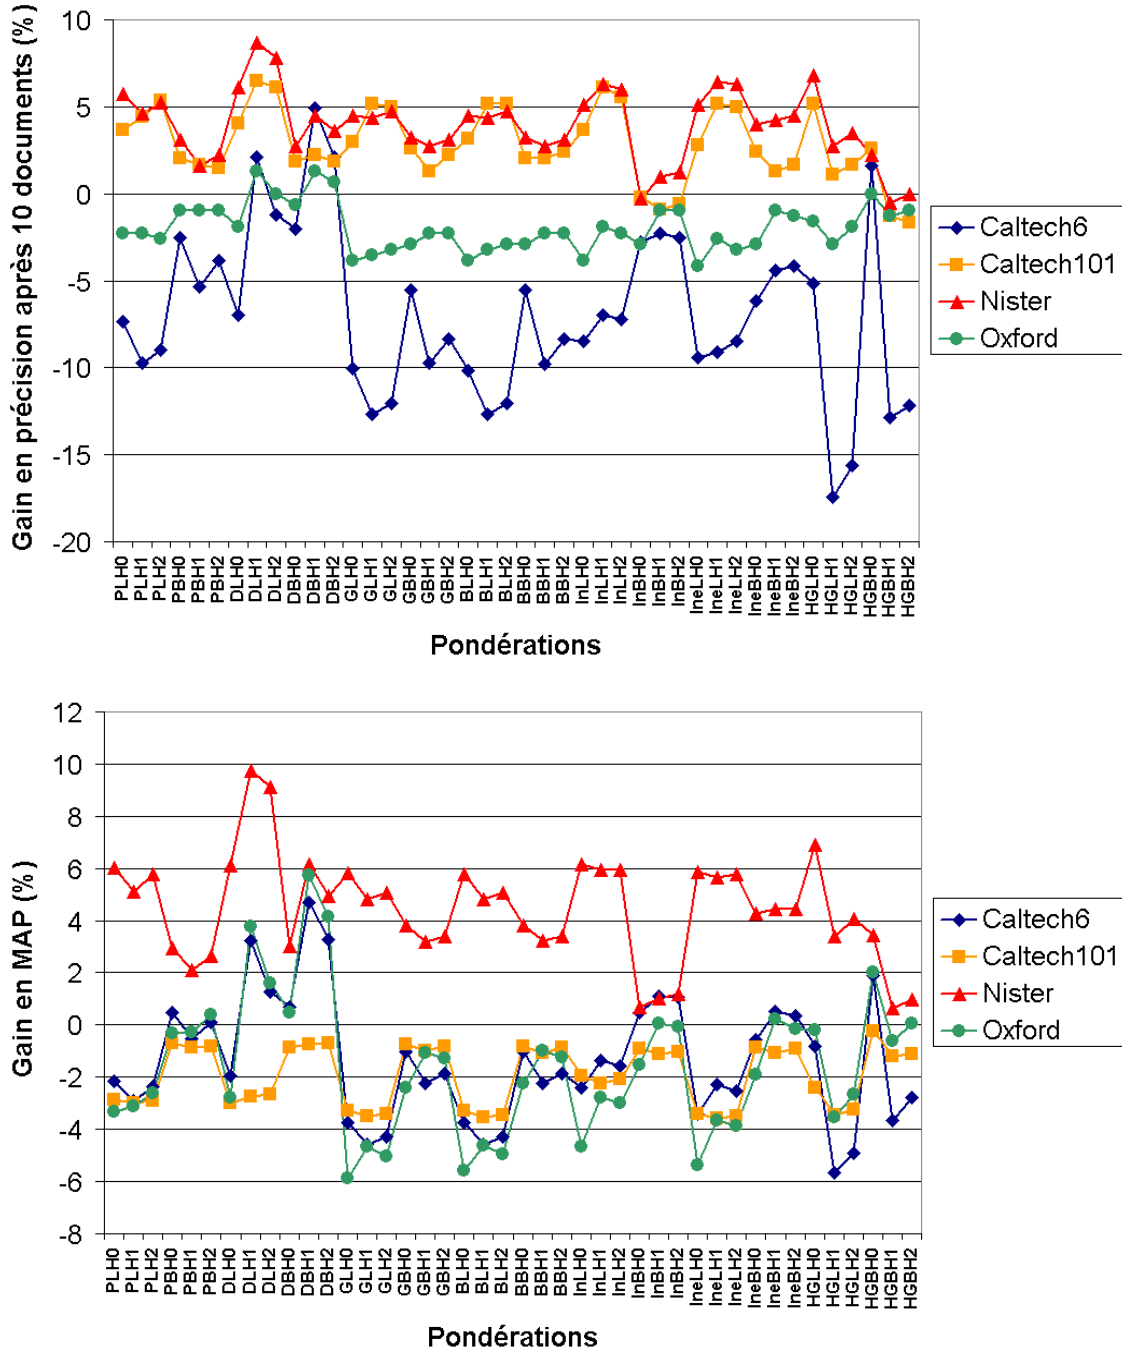 Gain en précision après 10 documents (%)
10
5
0
-5
-10
-15
-20
PLH0
PLH1
PLH2
PBH0
PBH1
PBH2
DLH0
DLH1
DLH2
DBH0
DBH1
DBH2
GLH0
GLH1
GLH2
GBH0
GBH1
GBH2
BLH0
BLH1
BLH2
BBH0
BBH1
BBH2
InLH0
InLH1
InLH2
InBH0
InBH1
InBH2
IneLH0
IneLH1
IneLH2
IneBH0
IneBH1
IneBH2
HGLH0
HGLH1
HGLH2
HGBH0
HGBH1
HGBH2
Pondérations
Caltech6
Caltech101
Nister
Oxford
Gain en MAP (%)
12
10
8
6
4
2
0
-2
-4
-6
-8
PLH0
PLH1
PLH2
PBH0
PBH1
PBH2
DLH0
DLH1
DLH2
DBH0
DBH1
DBH2
GLH0
GLH1
GLH2
GBH0
GBH1
GBH2
BLH0
BLH1
BLH2
BBH0
BBH1
BBH2
InLH0
InLH1
InLH2
InBH0
InBH1
InBH2
IneLH0
IneLH1
IneLH2
IneBH0
IneBH1
IneBH2
HGLH0
HGLH1
HGLH2
HGBH0
HGBH1
HGBH2
Pondérations
Caltech6
Caltech101
Nister
Oxford